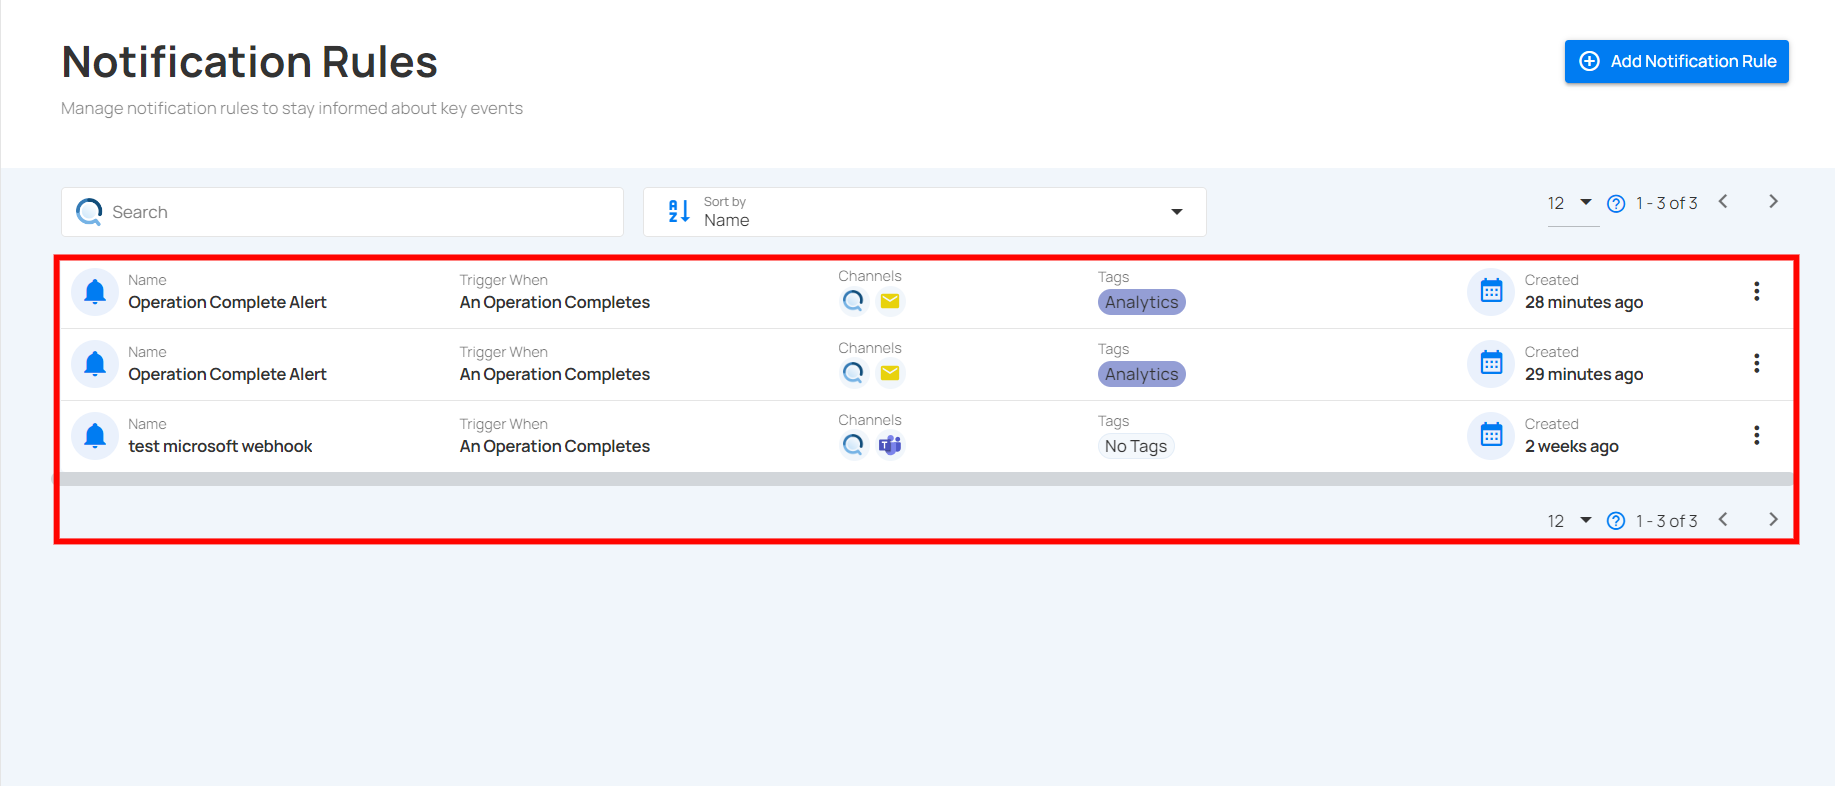 Notification Rules
Add Notification Rule
Manage notification rules to stay informed about key events
Search
Sort by
Name
12
1 - 3 of 3
Name
Operation Complete Alert
Trigger When
An Operation Completes
Channels
Tags
Analytics
Created
28 minutes ago
Name
Operation Complete Alert
Trigger When
An Operation Completes
Channels
Tags
Analytics
Created
29 minutes ago
Name
test microsoft webhook
Trigger When
An Operation Completes
Channels
Tags
No Tags
Created
2 weeks ago
12
1 - 3 of 3